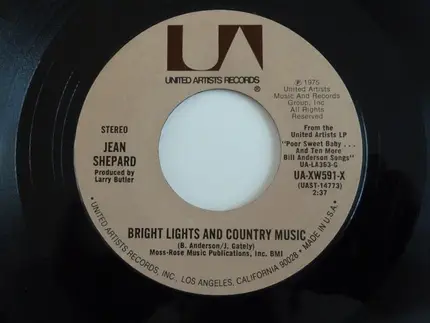 UA
UNITED ARTISTS RECORDS
®
STEREO
JEAN
SHEPARD
Produced by
Larry Butler
℗ 1975
United Artists
Music And Records
Group, Inc
All Rights
Reserved
From the
United Artists LP
"Poor Sweet Baby . . .
And Ten More
Bill Anderson Songs"
UA-LA363-G
UA-XW591-X
(UAST-14773)
2:37
BRIGHT LIGHTS AND COUNTRY MUSIC
(B. Anderson/J. Gately)
Moss-Rose Music Publications, Inc. BMI
• UNITED ARTISTS RECORDS, INC., LOS ANGELES, CALIFORNIA 90028 • MADE IN U.S.A. •